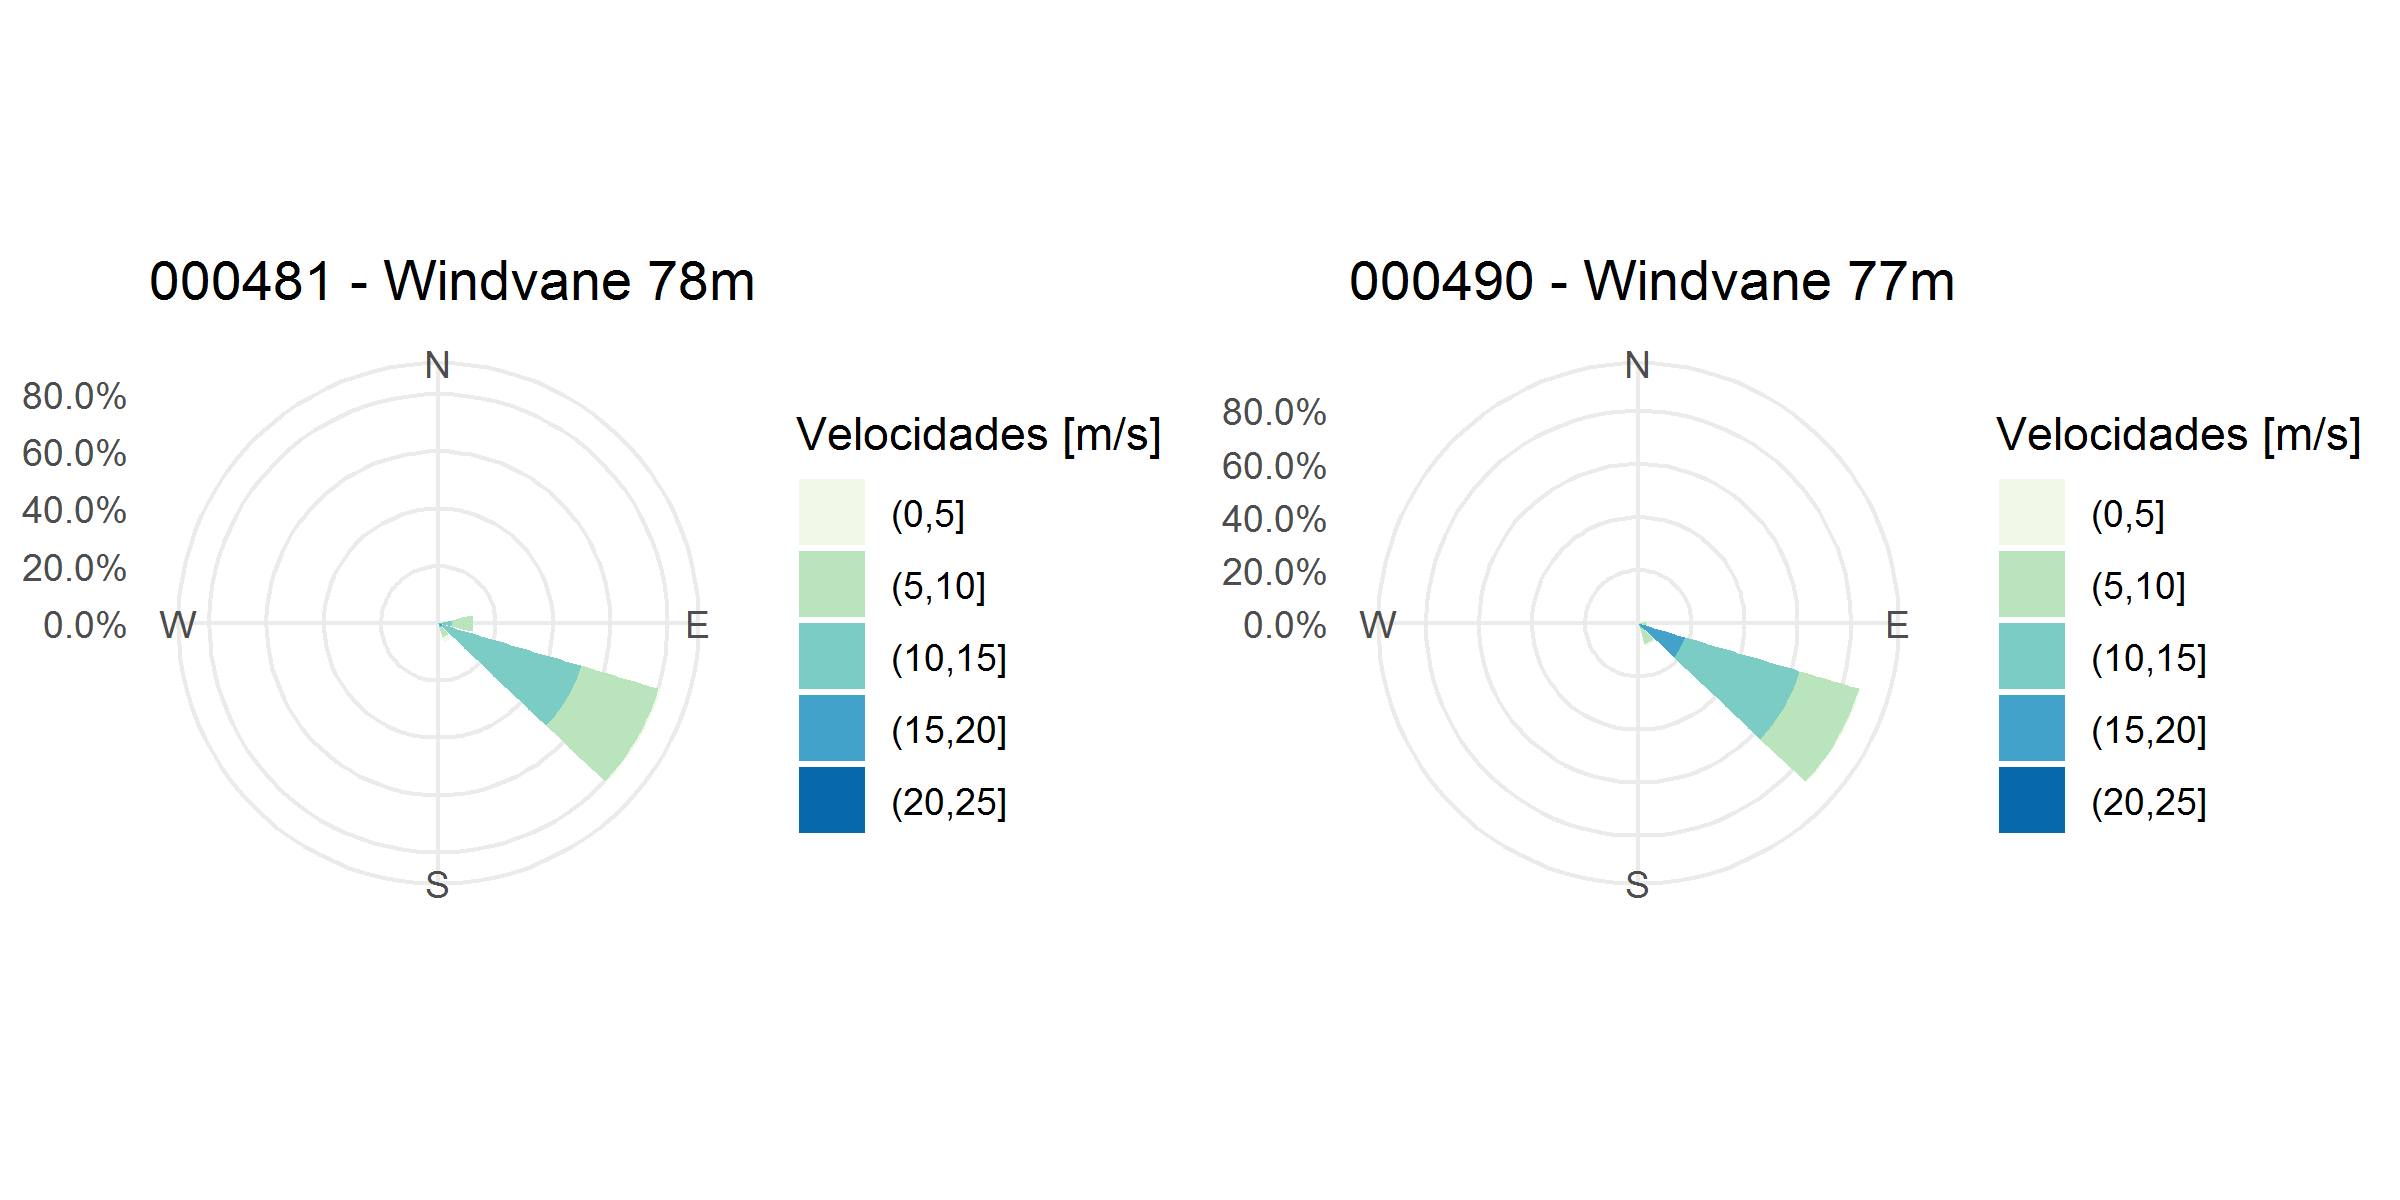 000481 - Windvane 78m
N
80.0%
60.0%
40.0%
20.0%
0.0%
W
E
S
Velocidades [m/s]
(0,5]
(5,10]
(10,15]
(15,20]
(20,25]
000490 - Windvane 77m
N
80.0%
60.0%
40.0%
20.0%
0.0%
W
E
S
Velocidades [m/s]
(0,5]
(5,10]
(10,15]
(15,20]
(20,25]